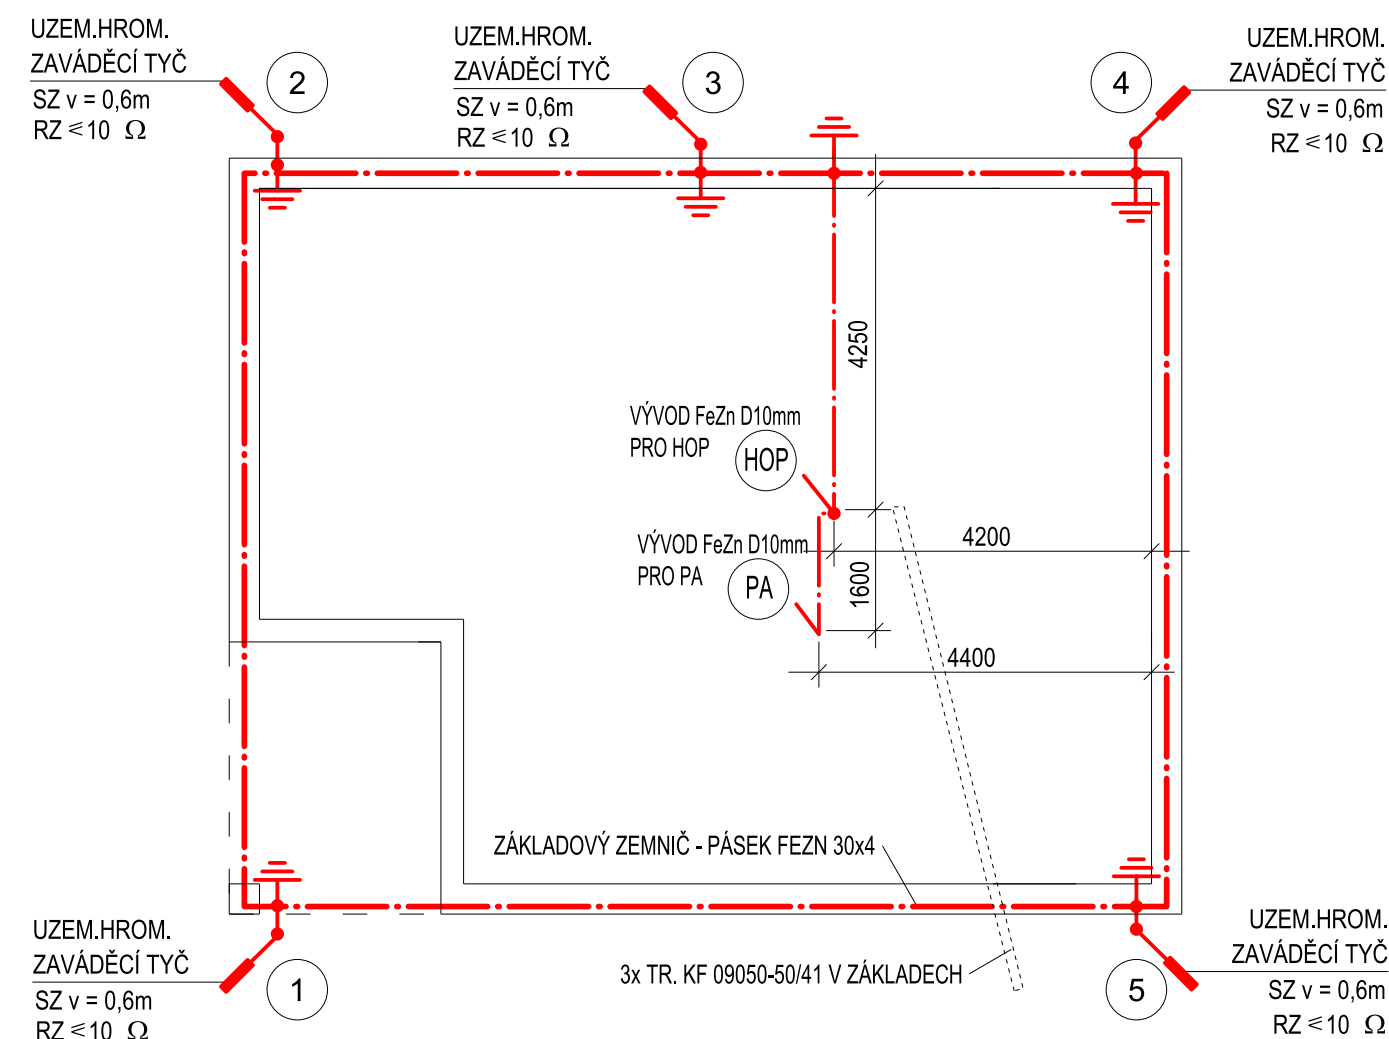 UZEM.HROM.
ZAVÁDĚCÍ TYČ
SZ v = 0,6m
RZ ≤ 10 Ω
2
UZEM.HROM.
ZAVÁDĚCÍ TYČ
SZ v = 0,6m
RZ ≤ 10 Ω
3
4
UZEM.HROM.
ZAVÁDĚCÍ TYČ
SZ v = 0,6m
RZ ≤ 10 Ω
4250
VÝVOD FeZn D10mm
PRO HOP
HOP
4200
VÝVOD FeZn D10mm
PRO PA
PA
1600
4400
ZÁKLADOVÝ ZEMNIČ - PÁSEK FEZN 30x4
3x TR. KF 09050-50/41 V ZÁKLADECH
UZEM.HROM.
ZAVÁDĚCÍ TYČ
SZ v = 0,6m
RZ ≤ 10 Ω
1
5
UZEM.HROM.
ZAVÁDĚCÍ TYČ
SZ v = 0,6m
RZ ≤ 10 Ω